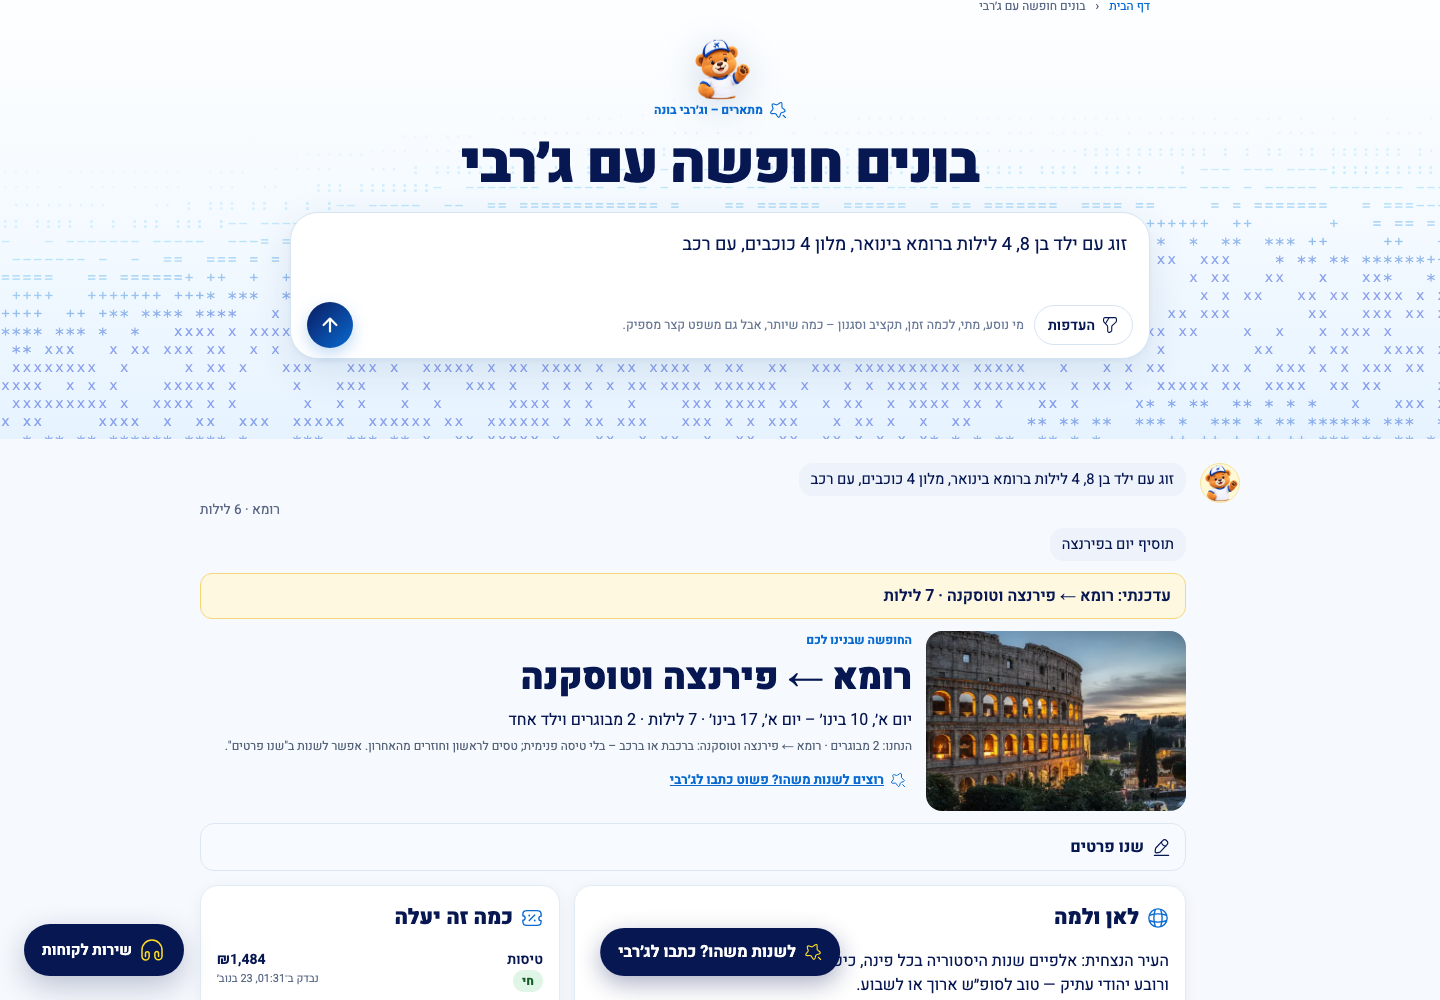 דף הבית › בונים חופשה עם ג׳רבי
מתארים – וג׳רבי בונה
בונים חופשה עם ג׳רבי
זוג עם ילד בן 8, 4 לילות ברומא בינואר, מלון 4 כוכבים, עם רכב
העדפות
מי נוסע, מתי, לכמה זמן, תקציב וסגנון – כמה שיותר, אבל גם משפט קצר מספיק.
זוג עם ילד בן 8, 4 לילות ברומא בינואר, מלון 4 כוכבים, עם רכב
רומא · 6 לילות
תוסיף יום בפירנצה
עדכנתי: רומא ← פירנצה וטוסקנה · 7 לילות
החופשה שבנינו לכם
רומא ← פירנצה וטוסקנה
יום א׳, 10 בינו׳ – יום א׳, 17 בינו׳ · 7 לילות · 2 מבוגרים וילד אחד
הנחנו: 2 מבוגרים · רומא ← פירנצה וטוסקנה: ברכבת או ברכב – בלי טיסה פנימית; טסים לראשון וחוזרים מהאחרון. אפשר לשנות ב"שנו פרטים".
רוצים לשנות משהו? פשוט כתבו לג׳רבי
שנו פרטים
לאן ולמה
העיר הנצחית: אלפיים שנות היסטוריה בכל פינה,
ורובע יהודי עתיק — טוב לסופ״ש ארוך או לשבוע.
כמה זה יעלה
טיסות
₪1,484
חי
נבדק ב־01:31, 23 בנוב׳
לשנות משהו? כתבו לג׳רבי
שירות לקוחות